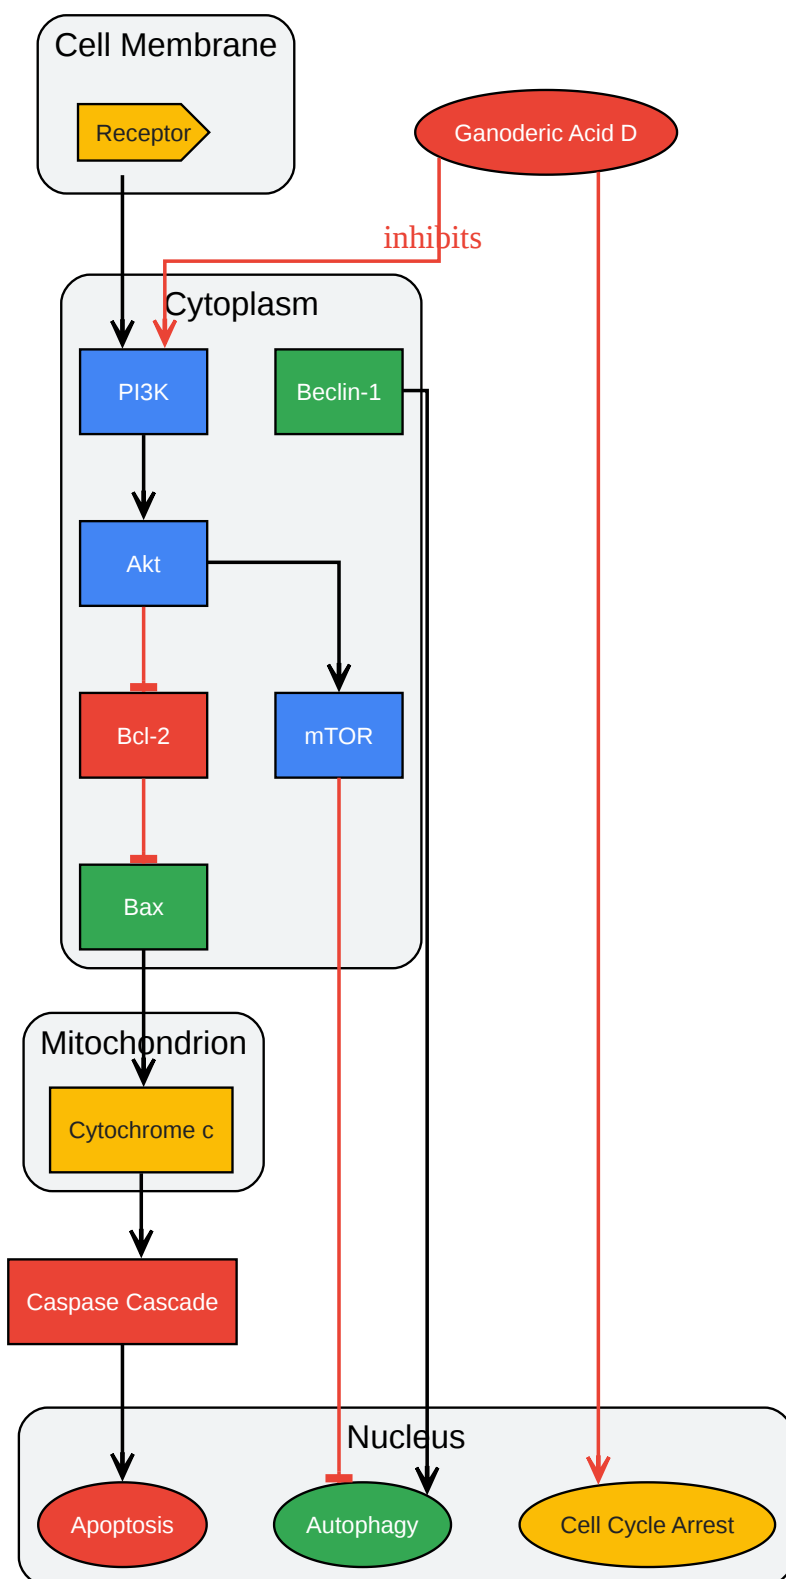 Cell Membrane
Receptor
Ganoderic Acid D
inhibits
Cytoplasm
PI3K
Beclin-1
Akt
Bcl-2
mTOR
Bax
Mitochondrion
Cytochrome c
Caspase Cascade
Nucleus
Apoptosis
Autophagy
Cell Cycle Arrest